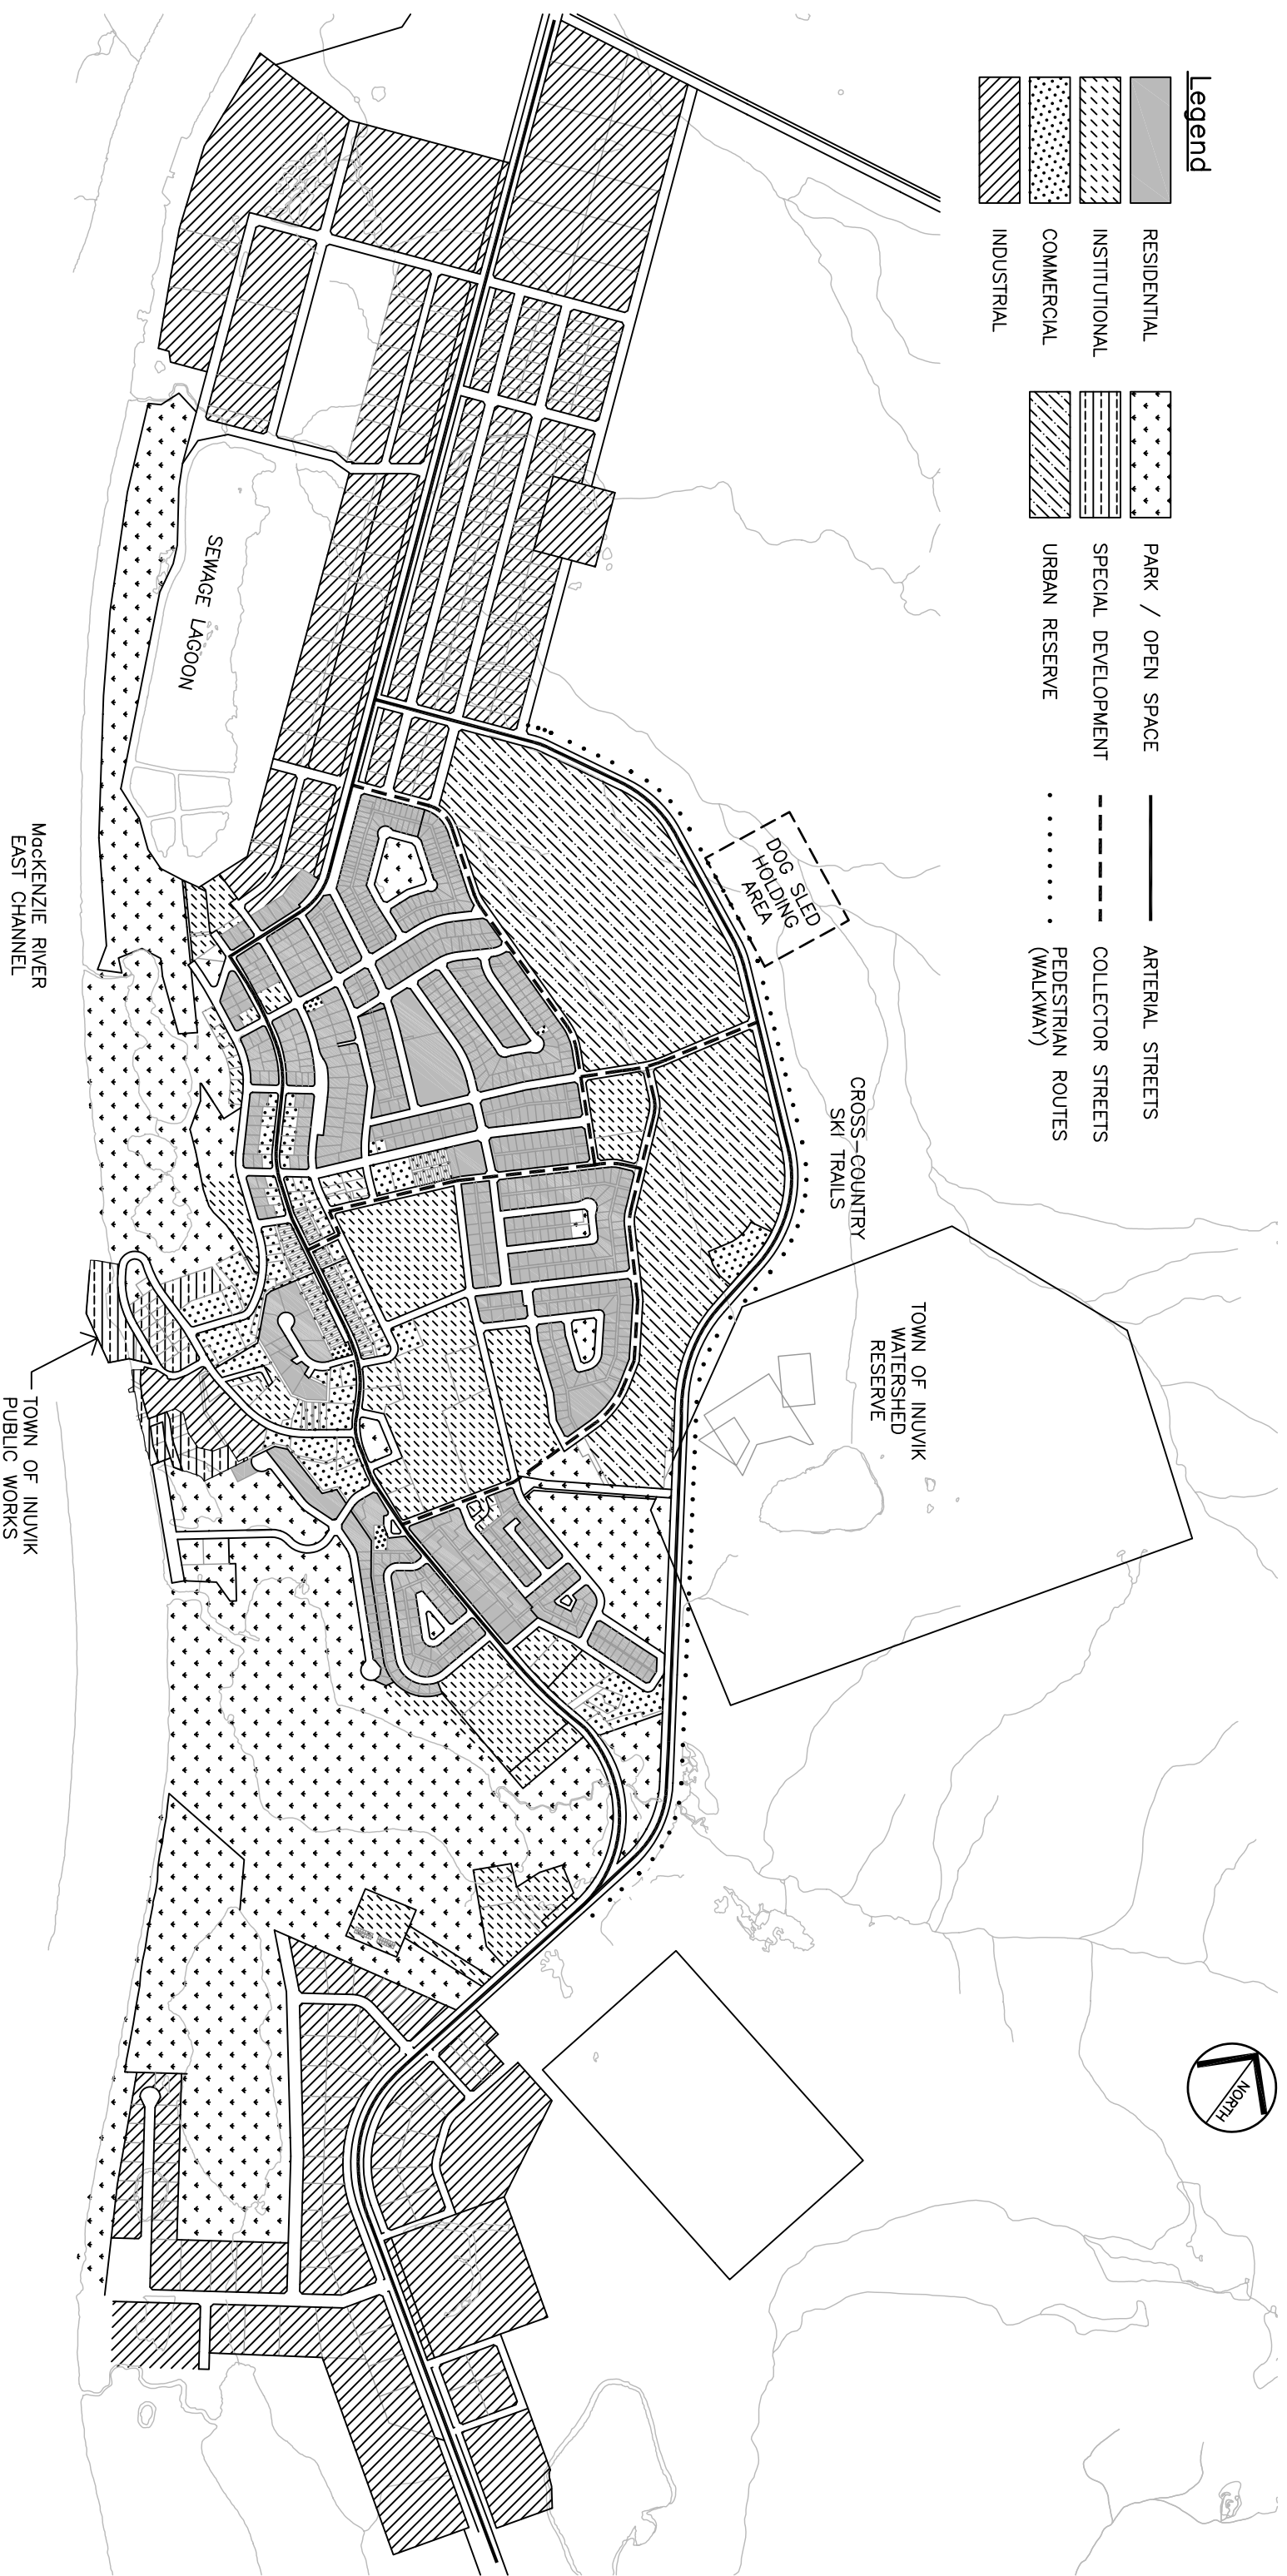 Legend
RESIDENTIAL
INSTITUTIONAL
COMMERCIAL
INDUSTRIAL
PARK / OPEN SPACE
SPECIAL DEVELOPMENT
URBAN RESERVE
ARTERIAL STREETS
COLLECTOR STREETS
PEDESTRIAN ROUTES
(WALKWAY)
NORTH
DOG SLED
HOLDING
AREA
CROSS-COUNTRY
SKI TRAILS
TOWN OF INUVIK
WATERSHED
RESERVE
SEWAGE LAGOON
MacKENZIE RIVER
EAST CHANNEL
TOWN OF INUVIK
PUBLIC WORKS